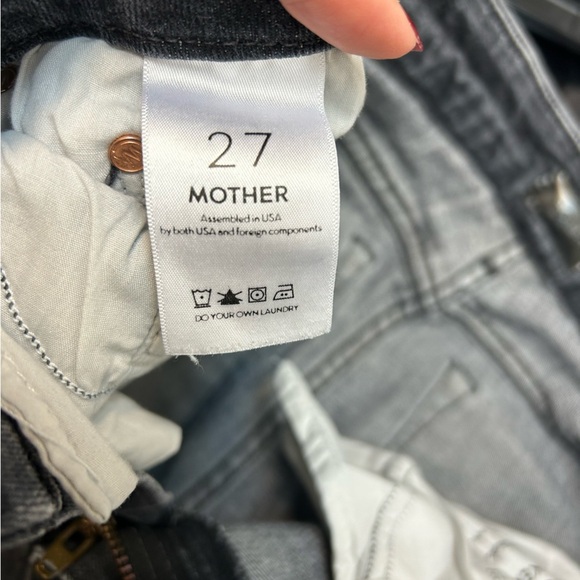 27
MOTHER
Assembled in USA
by both USA and foreign components
DO YOUR OWN LAUNDRY